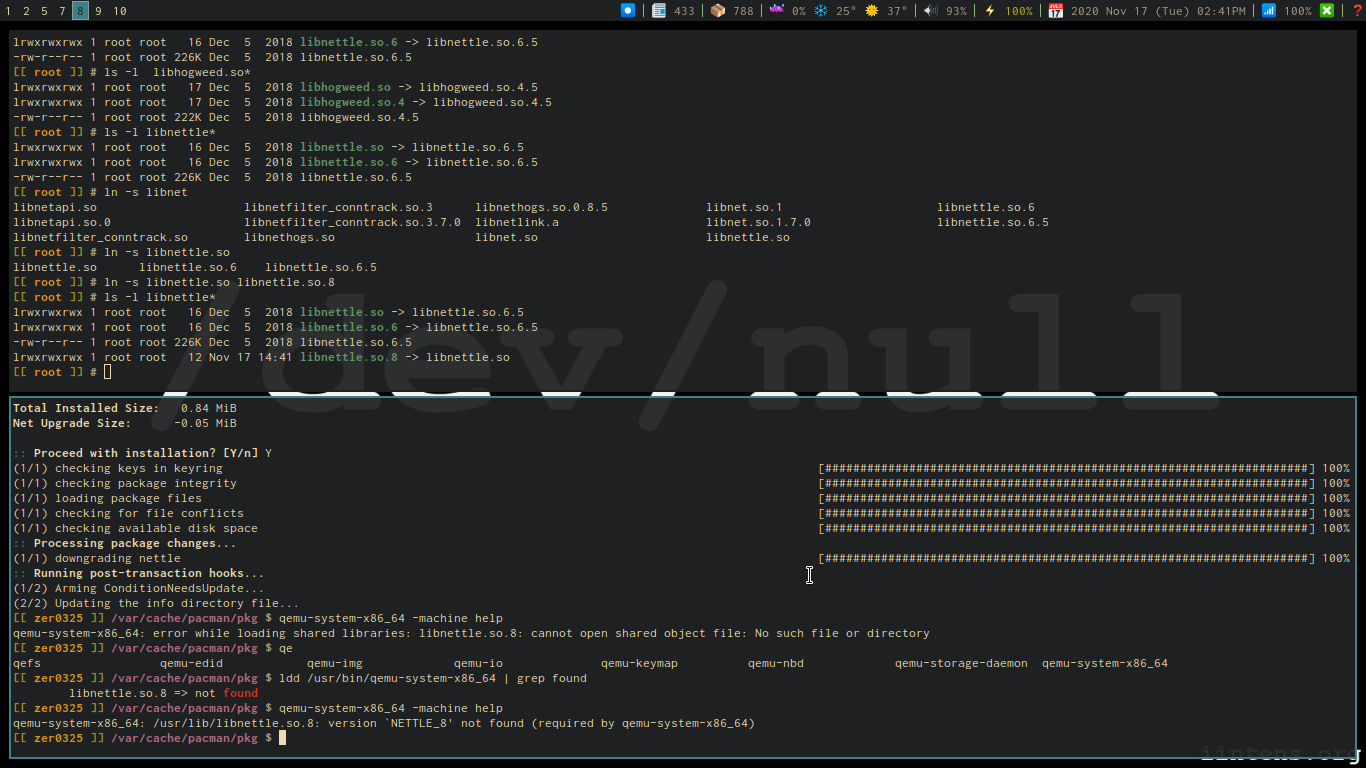 1 2 5 7 8 9 10 433 788 0% 25° 37° 93% 100% 2020 Nov 17 (Tue) 02:41PM 100% ?
lrwxrwxrwx 1 root root   16 Dec  5  2018 libnettle.so.6 -> libnettle.so.6.5
-rw-r--r-- 1 root root 226K Dec  5  2018 libnettle.so.6.5
[[ root ]] # ls -l  libhogweed.so*
lrwxrwxrwx 1 root root   17 Dec  5  2018 libhogweed.so -> libhogweed.so.4.5
lrwxrwxrwx 1 root root   17 Dec  5  2018 libhogweed.so.4 -> libhogweed.so.4.5
-rw-r--r-- 1 root root 222K Dec  5  2018 libhogweed.so.4.5
[[ root ]] # ls -l libnettle*
lrwxrwxrwx 1 root root   16 Dec  5  2018 libnettle.so -> libnettle.so.6.5
lrwxrwxrwx 1 root root   16 Dec  5  2018 libnettle.so.6 -> libnettle.so.6.5
-rw-r--r-- 1 root root 226K Dec  5  2018 libnettle.so.6.5
[[ root ]] # ln -s libnet
libnetapi.so                     libnetfilter_conntrack.so.3      libnethogs.so.0.8.5              libnet.so.1                      libnettle.so.6
libnetapi.so.0                   libnetfilter_conntrack.so.3.7.0  libnetlink.a                     libnet.so.1.7.0                  libnettle.so.6.5
libnetfilter_conntrack.so        libnethogs.so                    libnet.so                        libnettle.so
[[ root ]] # ln -s libnettle.so
libnettle.so      libnettle.so.6    libnettle.so.6.5
[[ root ]] # ln -s libnettle.so libnettle.so.8
[[ root ]] # ls -l libnettle*
lrwxrwxrwx 1 root root   16 Dec  5  2018 libnettle.so -> libnettle.so.6.5
lrwxrwxrwx 1 root root   16 Dec  5  2018 libnettle.so.6 -> libnettle.so.6.5
-rw-r--r-- 1 root root 226K Dec  5  2018 libnettle.so.6.5
lrwxrwxrwx 1 root root   12 Nov 17 14:41 libnettle.so.8 -> libnettle.so
[[ root ]] #
/dev/null
Total Installed Size:   0.84 MiB
Net Upgrade Size:      -0.05 MiB
:: Proceed with installation? [Y/n] Y
(1/1) checking keys in keyring [#####################################################################] 100%
(1/1) checking package integrity [#####################################################################] 100%
(1/1) loading package files [#####################################################################] 100%
(1/1) checking for file conflicts [#####################################################################] 100%
(1/1) checking available disk space [#####################################################################] 100%
:: Processing package changes...
(1/1) downgrading nettle [#####################################################################] 100%
:: Running post-transaction hooks...
(1/2) Arming ConditionNeedsUpdate...
(2/2) Updating the info directory file...
[[ zer0325 ]] /var/cache/pacman/pkg $ qemu-system-x86_64 -machine help
qemu-system-x86_64: error while loading shared libraries: libnettle.so.8: cannot open shared object file: No such file or directory
[[ zer0325 ]] /var/cache/pacman/pkg $ qe
qefs                 qemu-edid            qemu-img             qemu-io              qemu-keymap          qemu-nbd             qemu-storage-daemon  qemu-system-x86_64
[[ zer0325 ]] /var/cache/pacman/pkg $ ldd /usr/bin/qemu-system-x86_64 | grep found
        libnettle.so.8 => not found
[[ zer0325 ]] /var/cache/pacman/pkg $ qemu-system-x86_64 -machine help
qemu-system-x86_64: /usr/lib/libnettle.so.8: version `NETTLE_8' not found (required by qemu-system-x86_64)
[[ zer0325 ]] /var/cache/pacman/pkg $